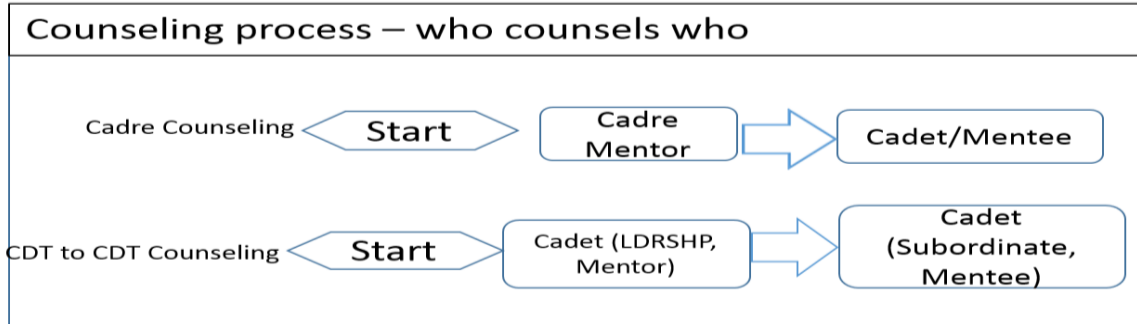 Counseling process – who counsels who
Cadre Counseling
Start
Cadre
Mentor
Cadet/Mentee
CDT to CDT Counseling
Start
Cadet (LDRSHP,
Mentor)
Cadet
(Subordinate,
Mentee)